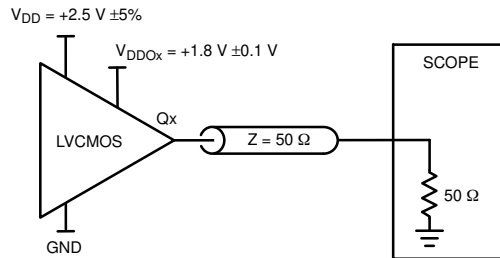 VDD = +2.5 V ±5%
VDDOx = +1.8 V ±0.1 V
SCOPE
Qx
LVCMOS
Z = 50 Ω
50 Ω
GND